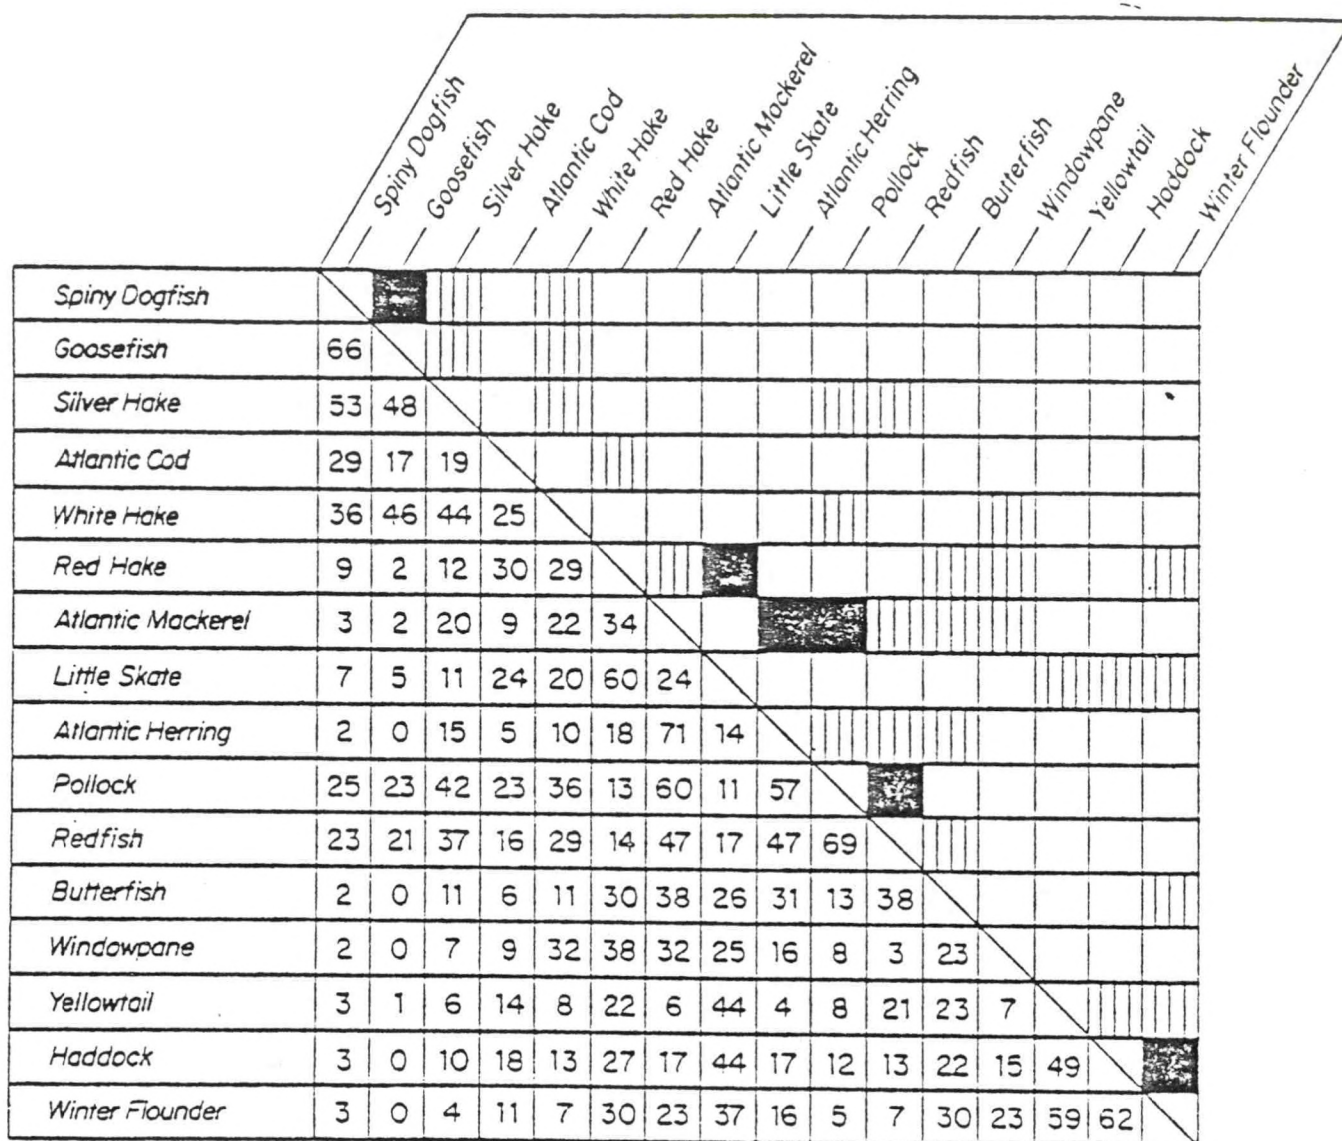 Spiny Dogfish
Goosefish
Silver Hake
Atlantic Cod
White Hake
Red Hake
Atlantic Mackerel
Little Skate
Atlantic Herring
Pollock
Redfish
Butterfish
Windowpane
Yellowtail
Haddock
Winter Flounder
Spiny Dogfish
Goosefish 66
Silver Hake 53 48
Atlantic Cod 29 17 19
White Hake 36 46 44 25
Red Hake 9 2 12 30 29
Atlantic Mackerel 3 2 20 9 22 34
Little Skate 7 5 11 24 20 60 24
Atlantic Herring 2 0 15 5 10 18 71 14
Pollock 25 23 42 23 36 13 60 11 57
Redfish 23 21 37 16 29 14 47 17 47 69
Butterfish 2 0 11 6 11 30 38 26 31 13 38
Windowpane 2 0 7 9 32 38 32 25 16 8 3 23
Yellowtail 3 1 6 14 8 22 6 44 4 8 21 23 7
Haddock 3 0 10 18 13 27 17 44 17 12 13 22 15 49
Winter Flounder 3 0 4 11 7 30 23 37 16 5 7 30 23 59 62